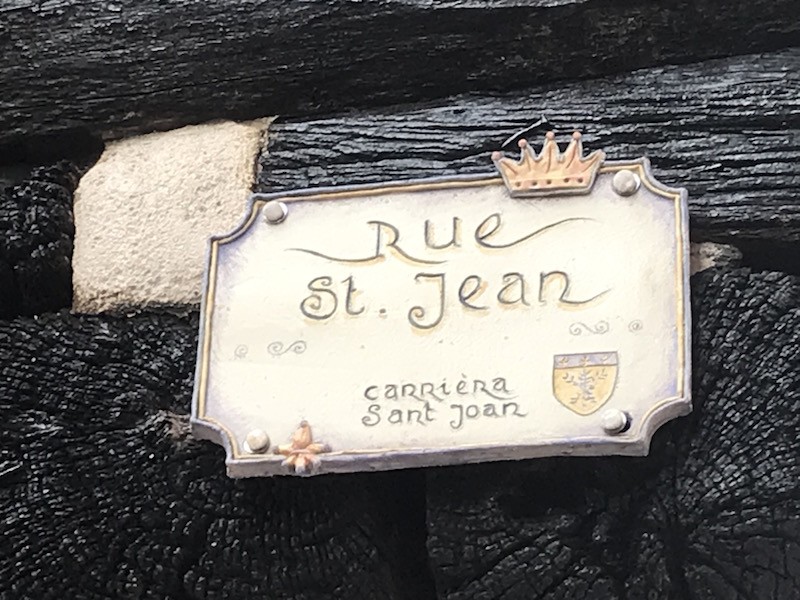 Rue
St. Jean
carrièra
Sant Joan